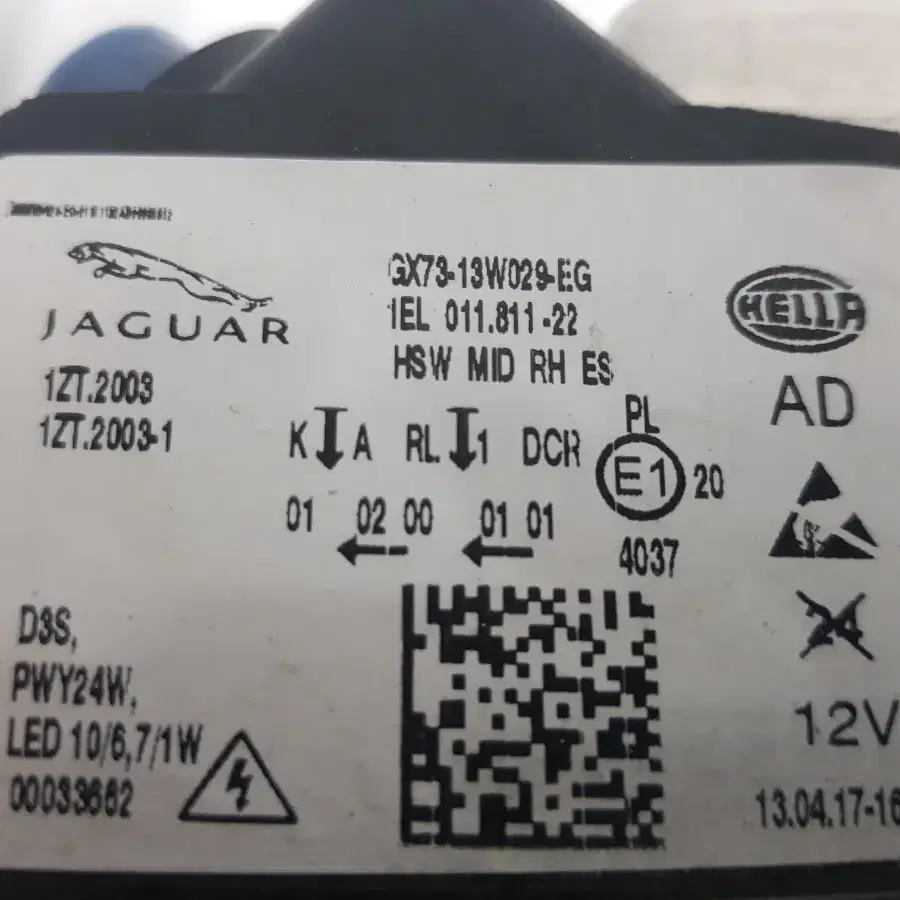 JAGUAR
GX73-13W029-EG
1EL 011.811-22
HSW MID RH ES
HELLA
AD
1ZT.2003
1ZT.2003-1
K A RL 1 DCR
PL
E1 20
01 02 00 01 01
4037
D3S,
PWY24W,
LED 10/6,7/1W
00033662
24
12V
13.04.17-16